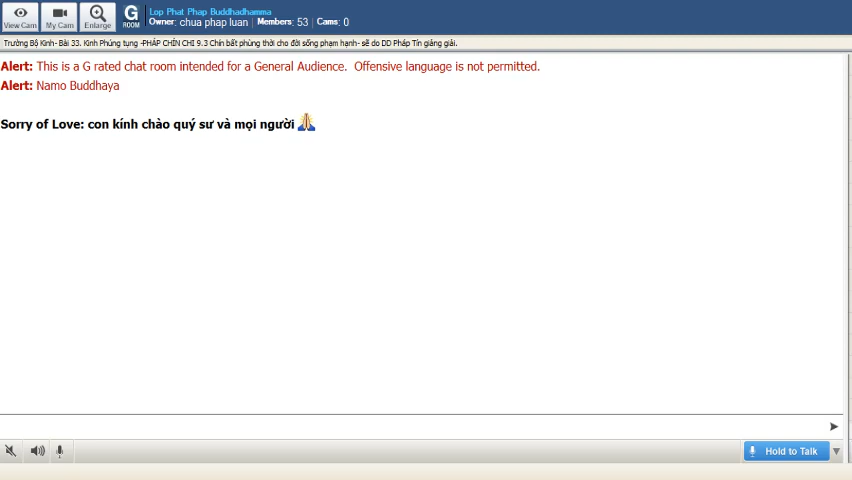 View Cam
My Cam
Enlarge
G
ROOM
Lop Phat Phap Buddhadhamma
Owner: chua phap luan | Members: 53 | Cams: 0
Trường Bộ Kinh- Bài 33. Kinh Phúng tụng -PHÁP CHÍN CHI 9.3 Chín bất phùng thời cho đời sống phạm hạnh- sẽ do DD Pháp Tín giảng giải.
Alert: This is a G rated chat room intended for a General Audience. Offensive language is not permitted.
Alert: Namo Buddhaya
Sorry of Love: con kính chào quý sư và mọi người
Hold to Talk